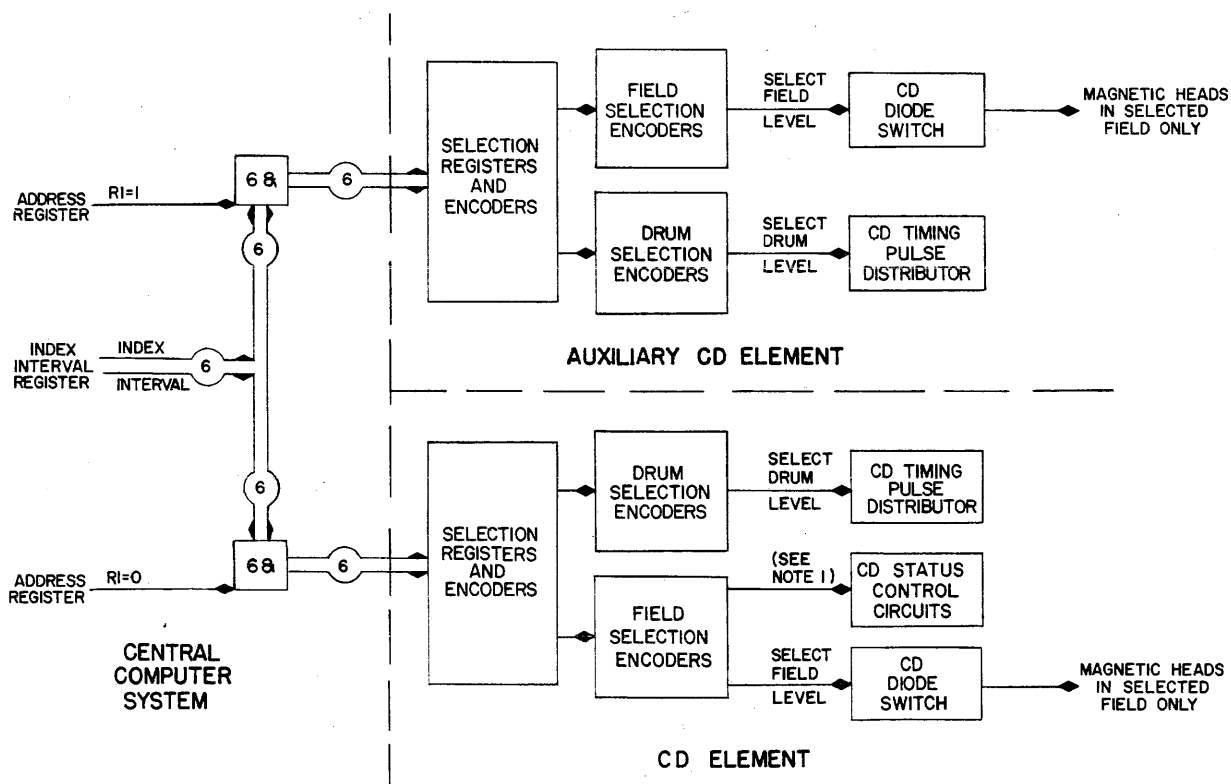 FIELD
SELECTION
ENCODERS
SELECT
FIELD
LEVEL
CD
DIODE
SWITCH
MAGNETIC HEADS
IN SELECTED
FIELD ONLY
SELECTION
REGISTERS
AND
ENCODERS
ADDRESS
REGISTER
R1=1
6 &
6
6
DRUM
SELECTION
ENCODERS
SELECT
DRUM
LEVEL
CD TIMING
PULSE
DISTRIBUTOR
AUXILIARY CD ELEMENT
INDEX
INTERVAL
REGISTER
INDEX
INTERVAL
6
6
ADDRESS
REGISTER
R1=0
6&
6
CENTRAL
COMPUTER
SYSTEM
SELECTION
REGISTERS
AND
ENCODERS
DRUM
SELECTION
ENCODERS
SELECT
DRUM
LEVEL
CD TIMING
PULSE
DISTRIBUTOR
FIELD
SELECTION
ENCODERS
(SEE
NOTE 1)
CD STATUS
CONTROL
CIRCUITS
SELECT
FIELD
LEVEL
CD
DIODE
SWITCH
MAGNETIC HEADS
IN SELECTED
FIELD ONLY
CD ELEMENT